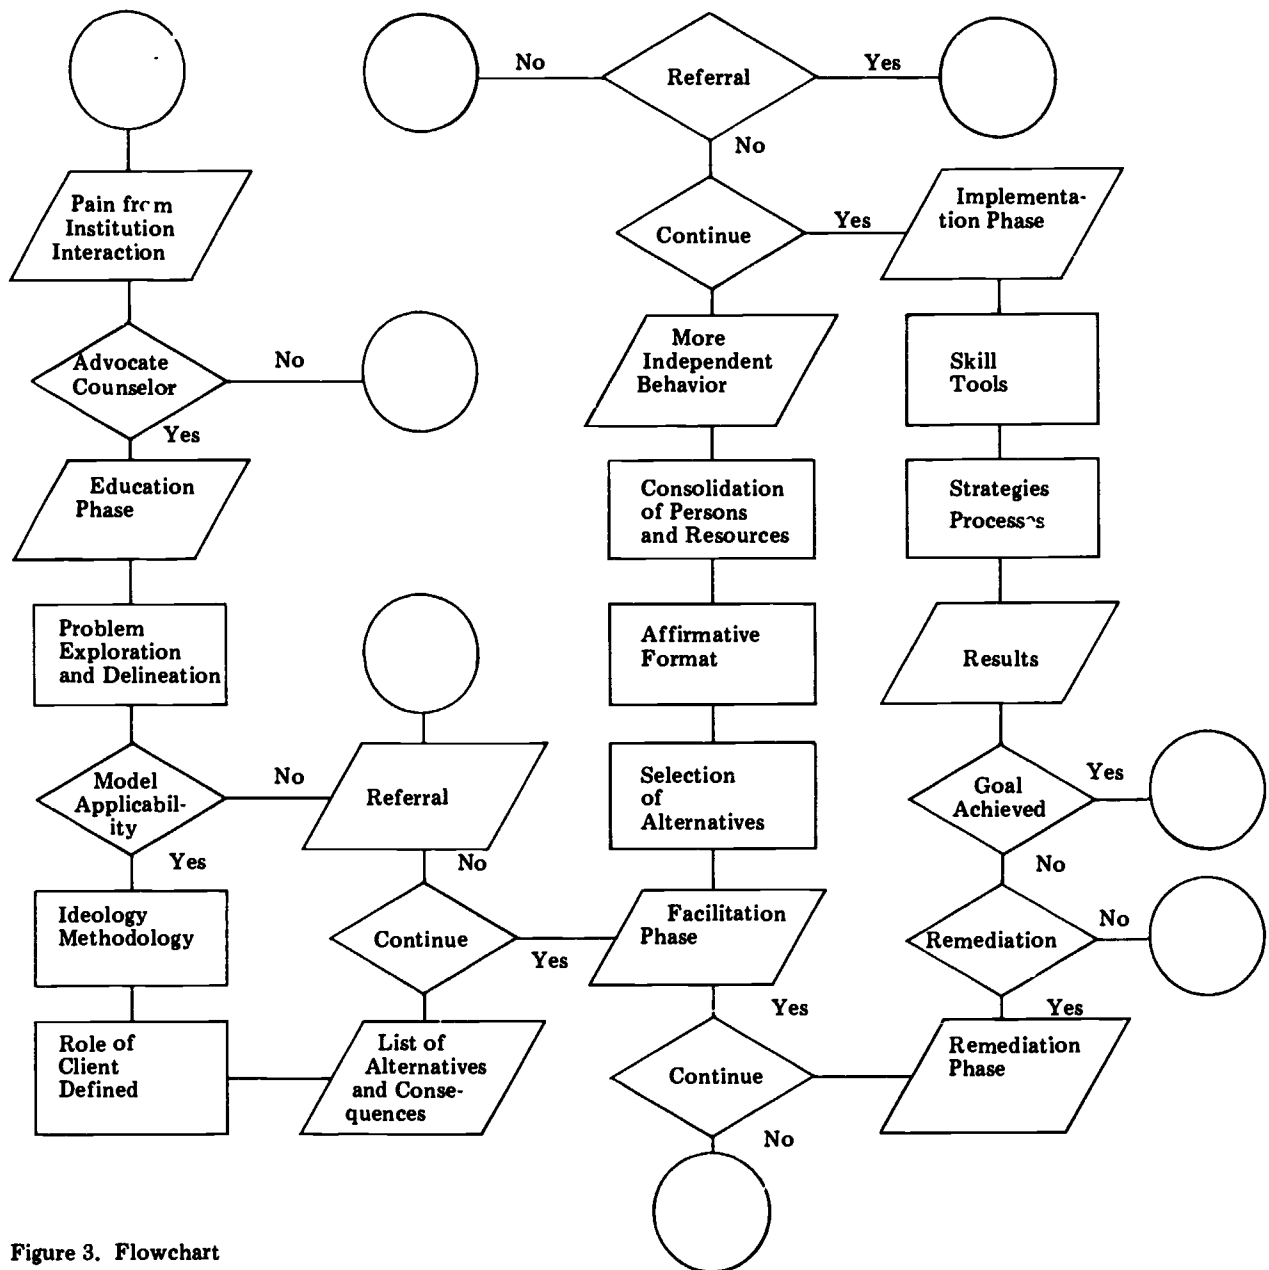 Pain from
Institution
Interaction
Advocate
Counselor
No
Yes
Education
Phase
Problem
Exploration
and Delineation
Model
Applicabil-
ity
No
Yes
Ideology
Methodology
Role of
Client
Defined
Referral
No
Continue
Yes
List of
Alternatives
and Conse-
quences
No
Referral
Yes
No
Continue
Yes
More
Independent
Behavior
Consolidation
of Persons
and Resources
Affirmative
Format
Selection
of
Alternatives
Facilitation
Phase
Yes
Continue
No
Implementa-
tion Phase
Skill
Tools
Strategies
Processes
Results
Goal
Achieved
Yes
No
Remediation
No
Yes
Remediation
Phase
Figure 3. Flowchart